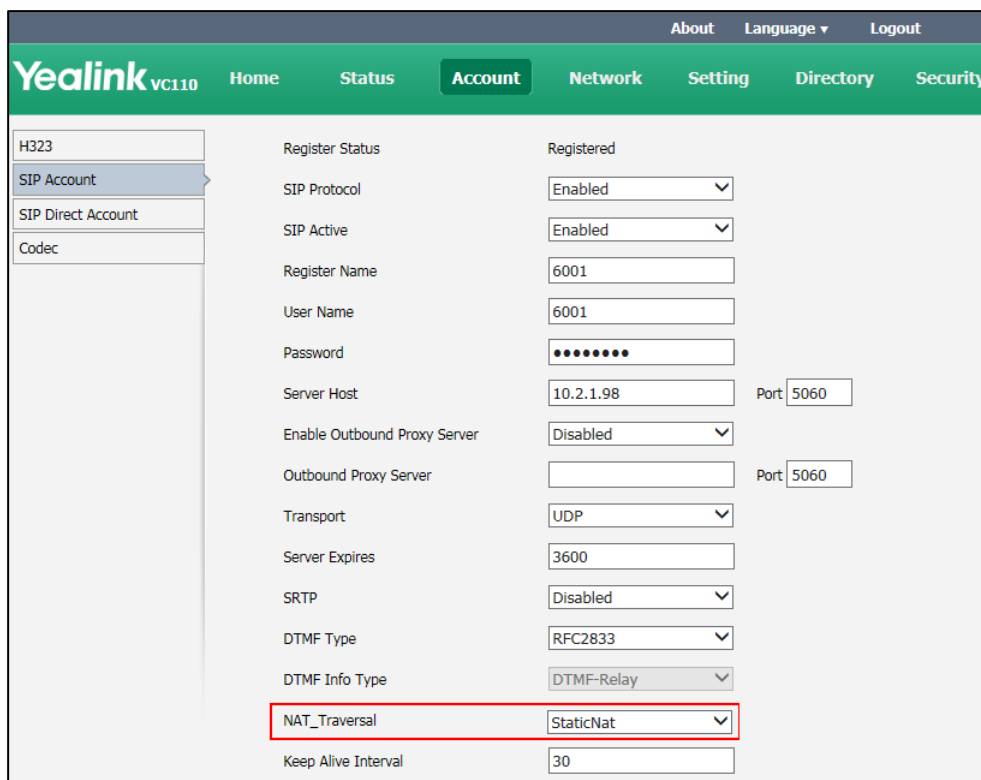 About Language ▾ Logout
Yealink VC110 Home Status Account Network Setting Directory Security
H323
SIP Account
SIP Direct Account
Codec
Register Status Registered
SIP Protocol Enabled
SIP Active Enabled
Register Name 6001
User Name 6001
Password ●●●●●●●●
Server Host 10.2.1.98 Port 5060
Enable Outbound Proxy Server Disabled
Outbound Proxy Server Port 5060
Transport UDP
Server Expires 3600
SRTP Disabled
DTMF Type RFC2833
DTMF Info Type DTMF-Relay
NAT_Traversal StaticNat
Keep Alive Interval 30